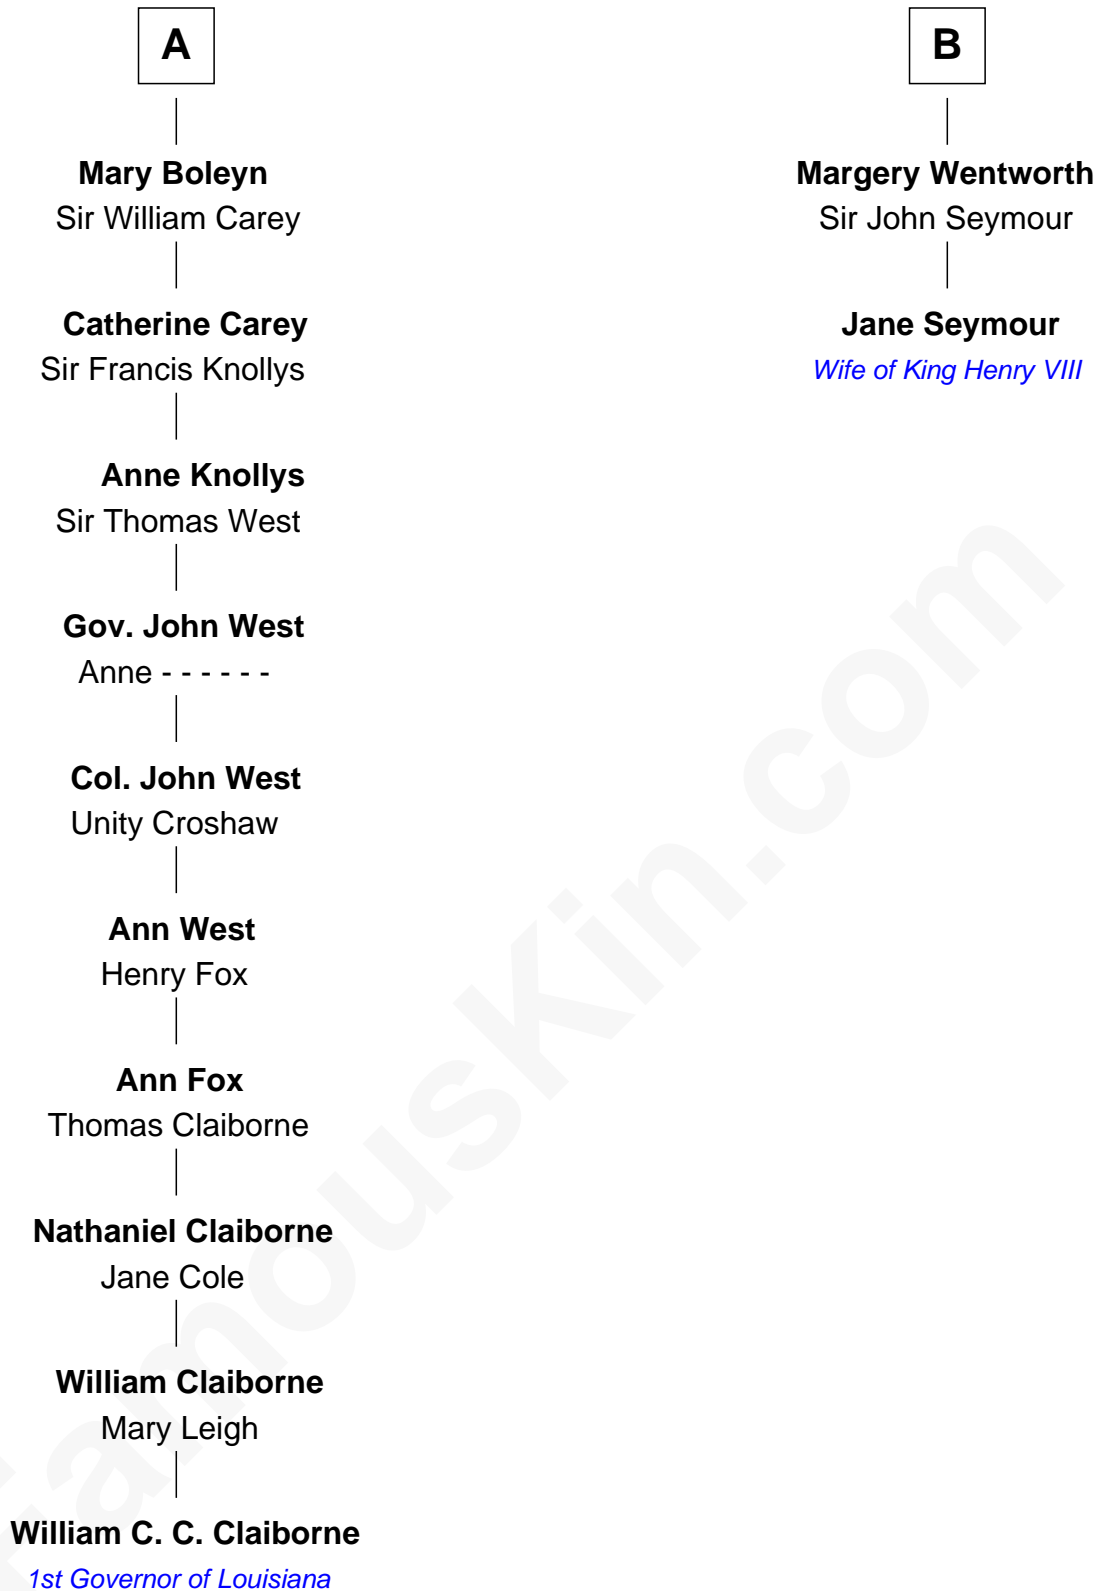 A
Mary Boleyn
Sir William Carey
Catherine Carey
Sir Francis Knollys
Anne Knollys
Sir Thomas West
Gov. John West
Anne - - - - - -
Col. John West
Unity Croshaw
Ann West
Henry Fox
Ann Fox
Thomas Claiborne
Nathaniel Claiborne
Jane Cole
William Claiborne
Mary Leigh
William C. C. Claiborne
1st Governor of Louisiana
B
Margery Wentworth
Sir John Seymour
Jane Seymour
Wife of King Henry VIII
FamousKin.com